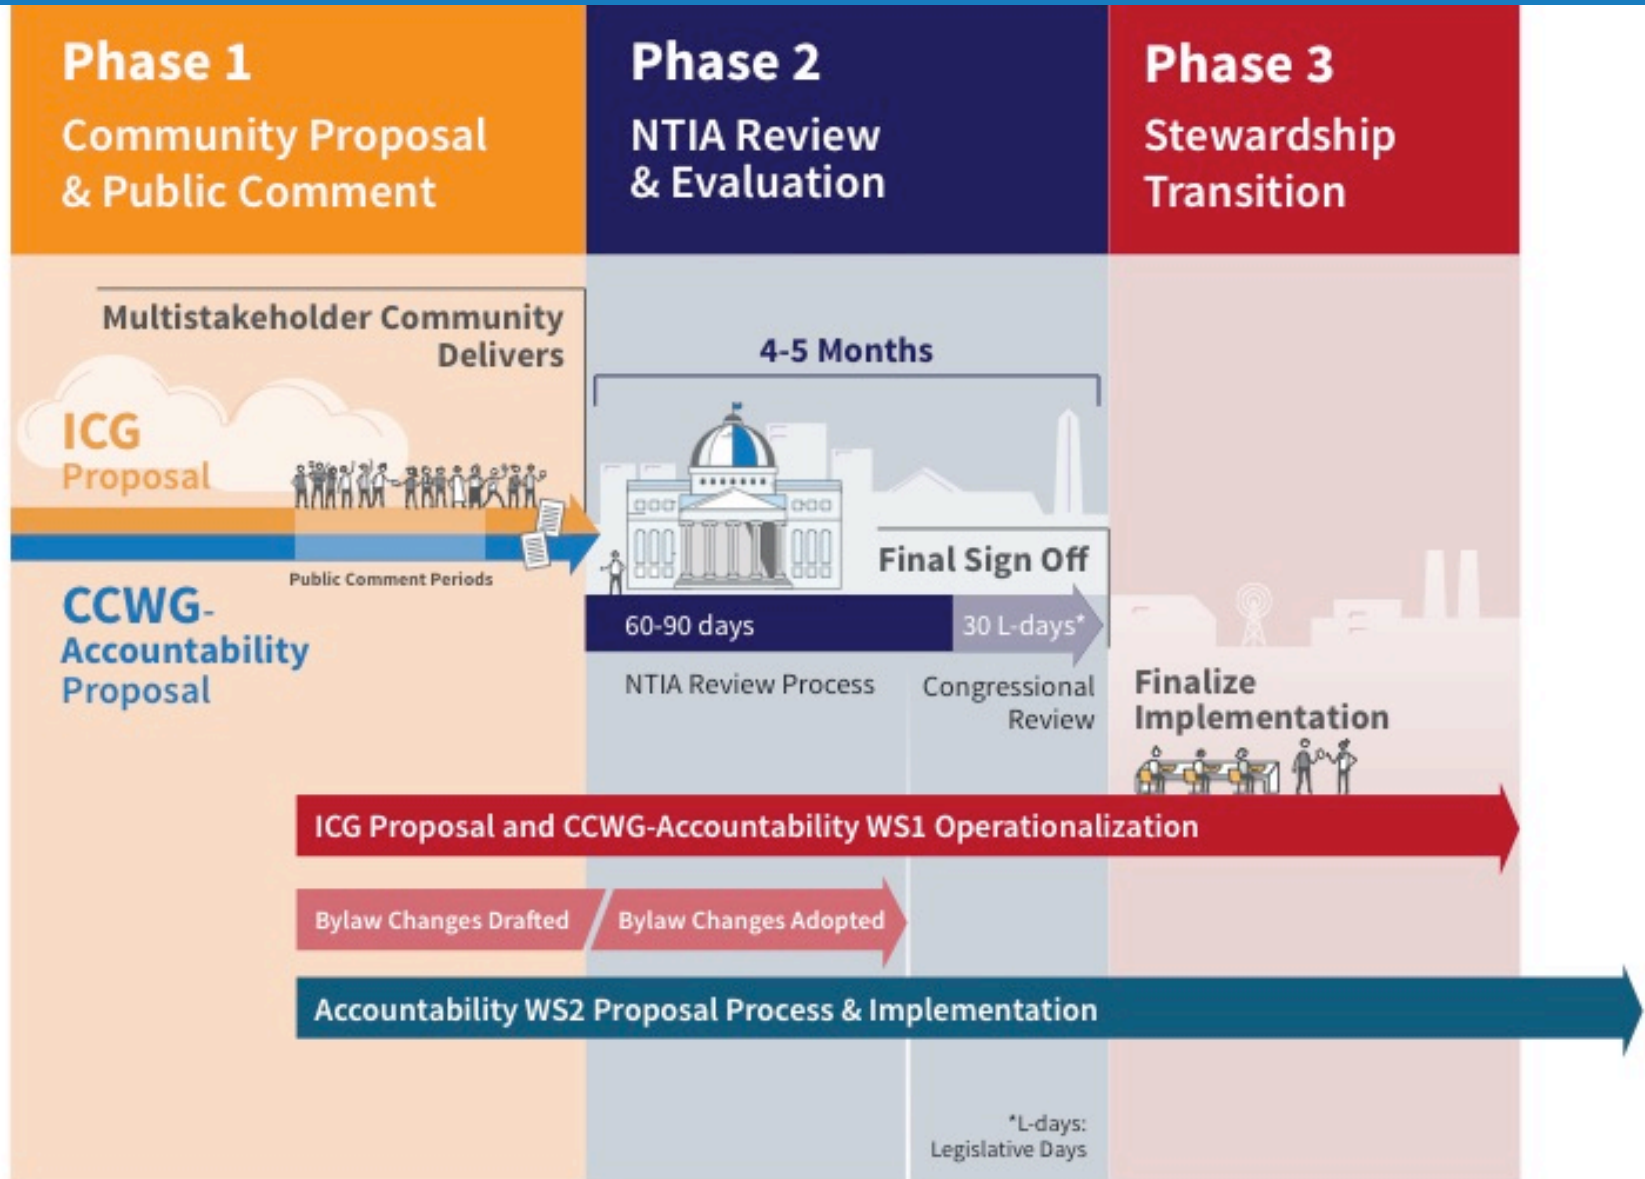 Phase 1
Community Proposal
& Public Comment
Phase 2
NTIA Review
& Evaluation
Phase 3
Stewardship
Transition
Multistakeholder Community
Delivers
ICG
Proposal
Public Comment Periods
CCWG-
Accountability
Proposal
4-5 Months
Final Sign Off
60-90 days
30 L-days*
NTIA Review Process
Congressional
Review
Finalize
Implementation
ICG Proposal and CCWG-Accountability WS1 Operationalization
Bylaw Changes Drafted
Bylaw Changes Adopted
Accountability WS2 Proposal Process & Implementation
*L-days:
Legislative Days